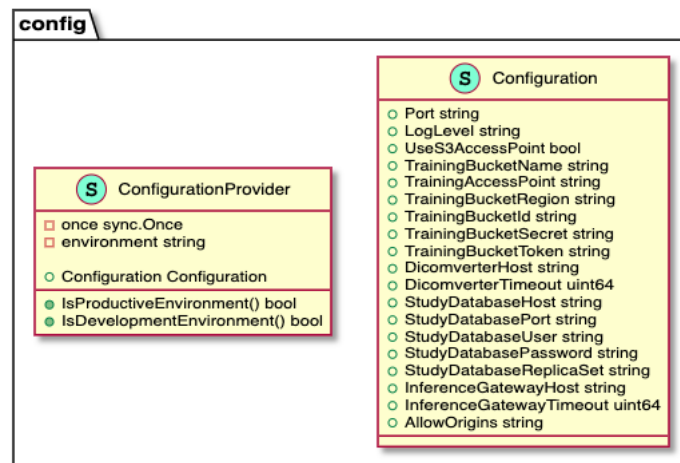 config
S Configuration
Port string
LogLevel string
UseS3AccessPoint bool
TrainingBucketName string
TrainingAccessPoint string
TrainingBucketRegion string
TrainingBucketId string
TrainingBucketSecret string
TrainingBucketToken string
DicomverterHost string
DicomverterTimeout uint64
StudyDatabaseHost string
StudyDatabasePort string
StudyDatabaseUser string
StudyDatabasePassword string
StudyDatabaseReplicaSet string
InferenceGatewayHost string
InferenceGatewayTimeout uint64
AllowOrigins string
S ConfigurationProvider
once sync.Once
environment string
Configuration Configuration
IsProductiveEnvironment() bool
IsDevelopmentEnvironment() bool